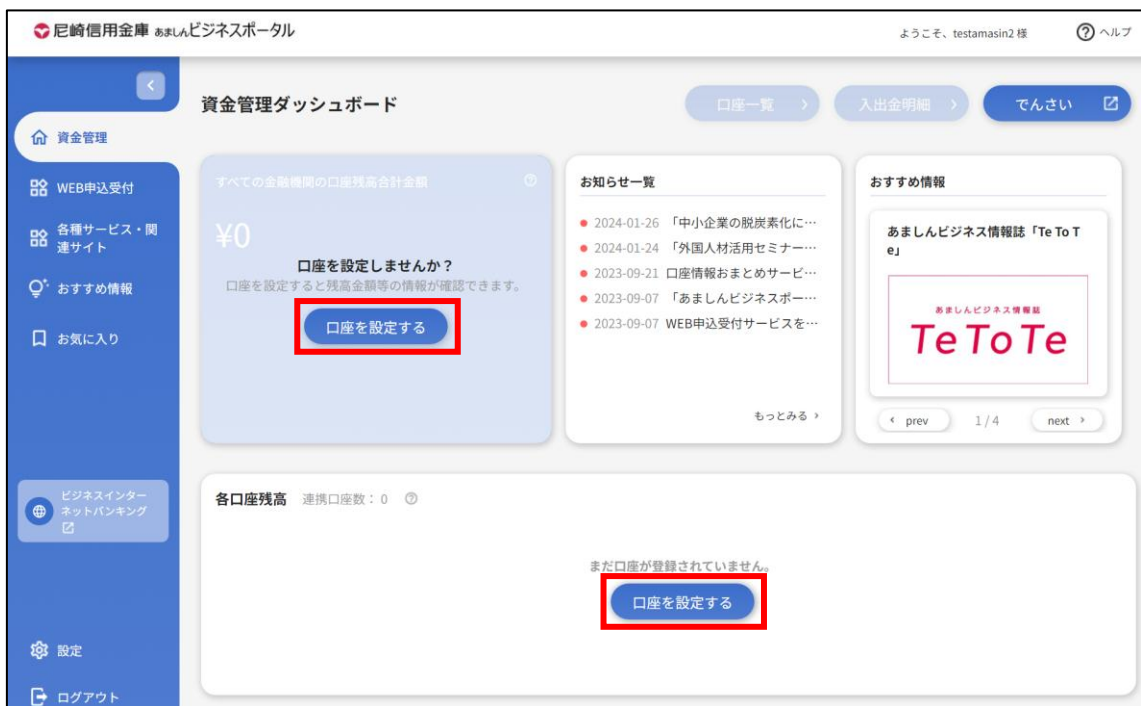 尼崎信用金庫 あましんビジネスポータル
ようこそ、testamasin2 様
ヘルプ
資金管理
WEB申込受付
各種サービス・関
連サイト
おすすめ情報
お気に入り
ビジネスインター
ネットバンキング
設定
ログアウト
資金管理ダッシュボード
口座一覧
入出金明細
でんさい
すべての金融機関の口座残高合計金額
¥0
口座を設定しませんか？
口座を設定すると残高金額等の情報が確認できます。
口座を設定する
お知らせ一覧
2024-01-26 「中小企業の脱炭素化に…
2024-01-24 「外国人材活用セミナー…
2023-09-21 口座情報おまとめサービ…
2023-09-07 「あましんビジネスポー…
2023-09-07 WEB申込受付サービスを…
もっとみる
おすすめ情報
あましんビジネス情報誌「Te To T
e」
あましんビジネス情報誌
TeToTe
prev 1 / 4 next
各口座残高 連携口座数： 0
まだ口座が登録されていません。
口座を設定する